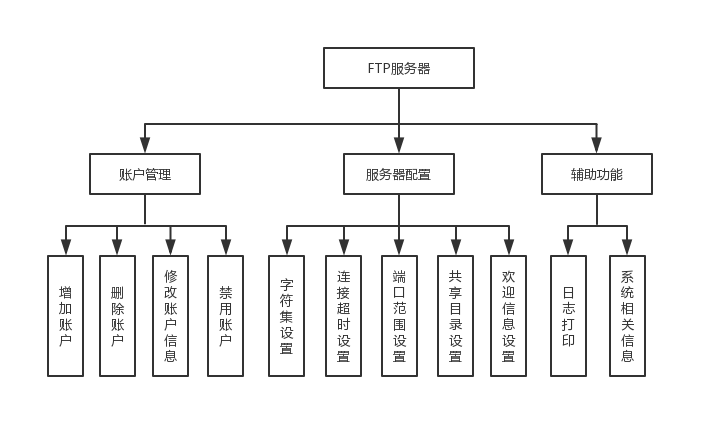 FTP服务器
账户管理
服务器配置
辅助功能
增加账户
删除账户
修改账户信息
禁用账户
字符集设置
连接超时设置
端口范围设置
共享目录设置
欢迎信息设置
日志打印
系统相关信息